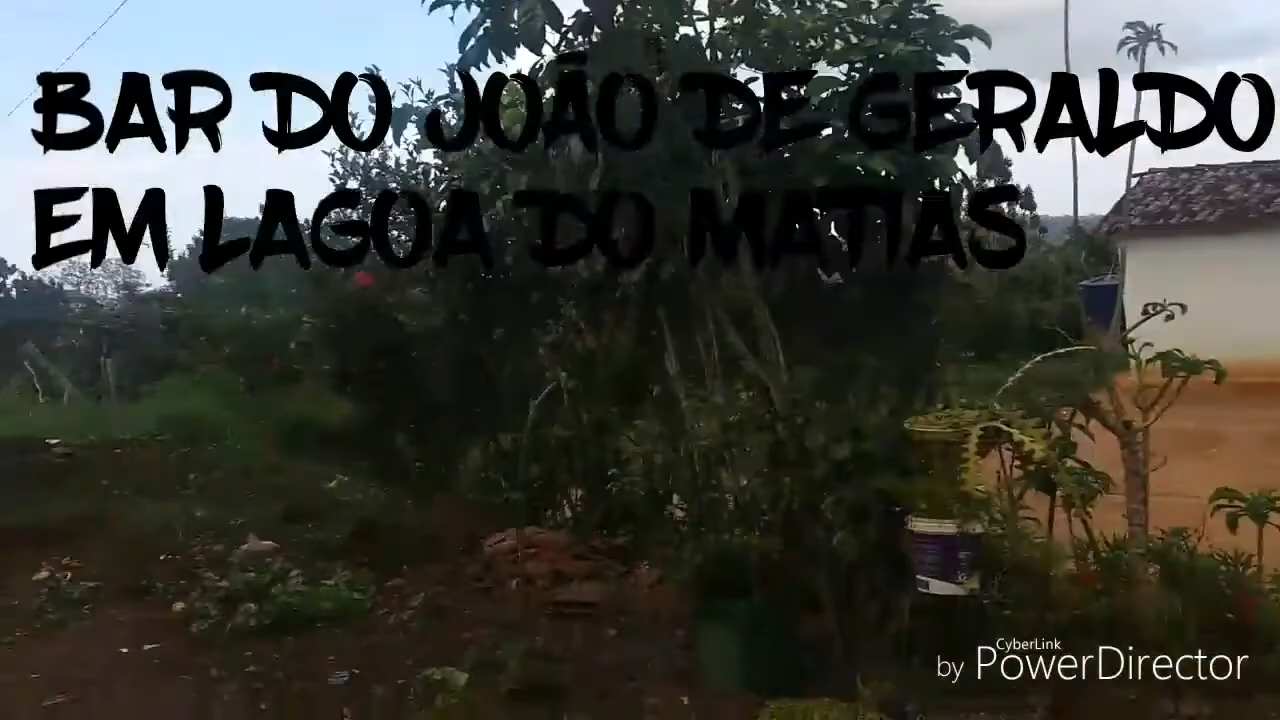 BAR DO JOÃO DE GERALDO
EM LAGOA DO MATIAS
CyberLink
by PowerDirector